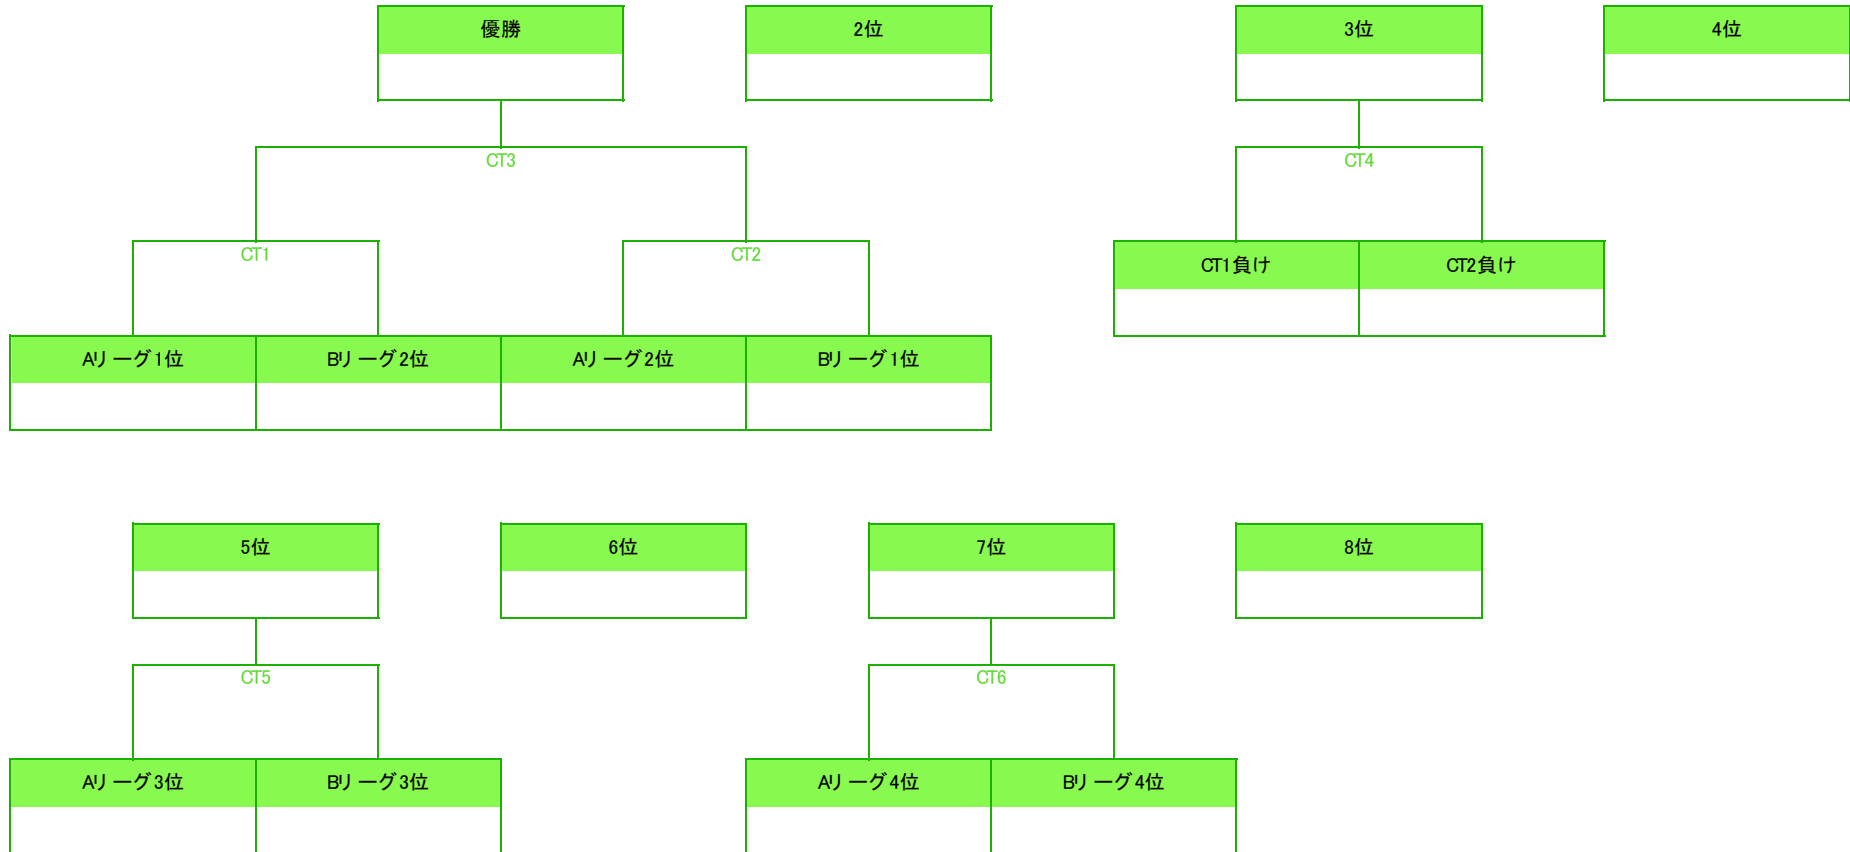 優勝 2位 3位 4位
CT3 CT4
CT1 CT2 CT1負け CT2負け
Aリーグ1位 Bリーグ2位 Aリーグ2位 Bリーグ1位
5位 6位 7位 8位
CT5 CT6
Aリーグ3位 Bリーグ3位 Aリーグ4位 Bリーグ4位